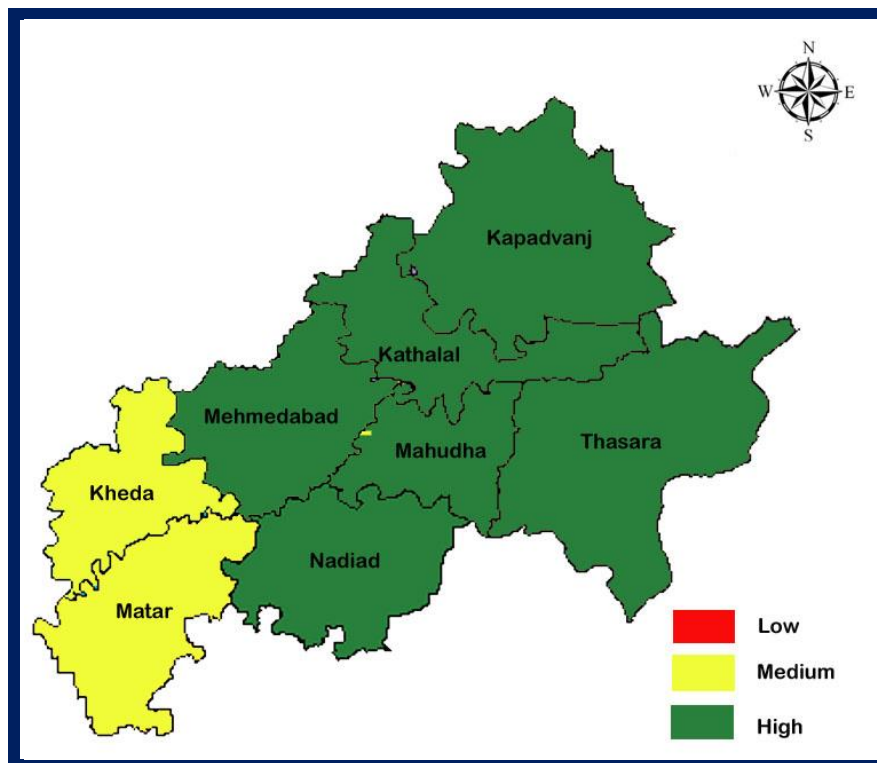 N
W E
S
Kapadvanj
Kathalal
Mehmedabad
Mahudha
Thasara
Kheda
Nadiad
Matar
Low
Medium
High